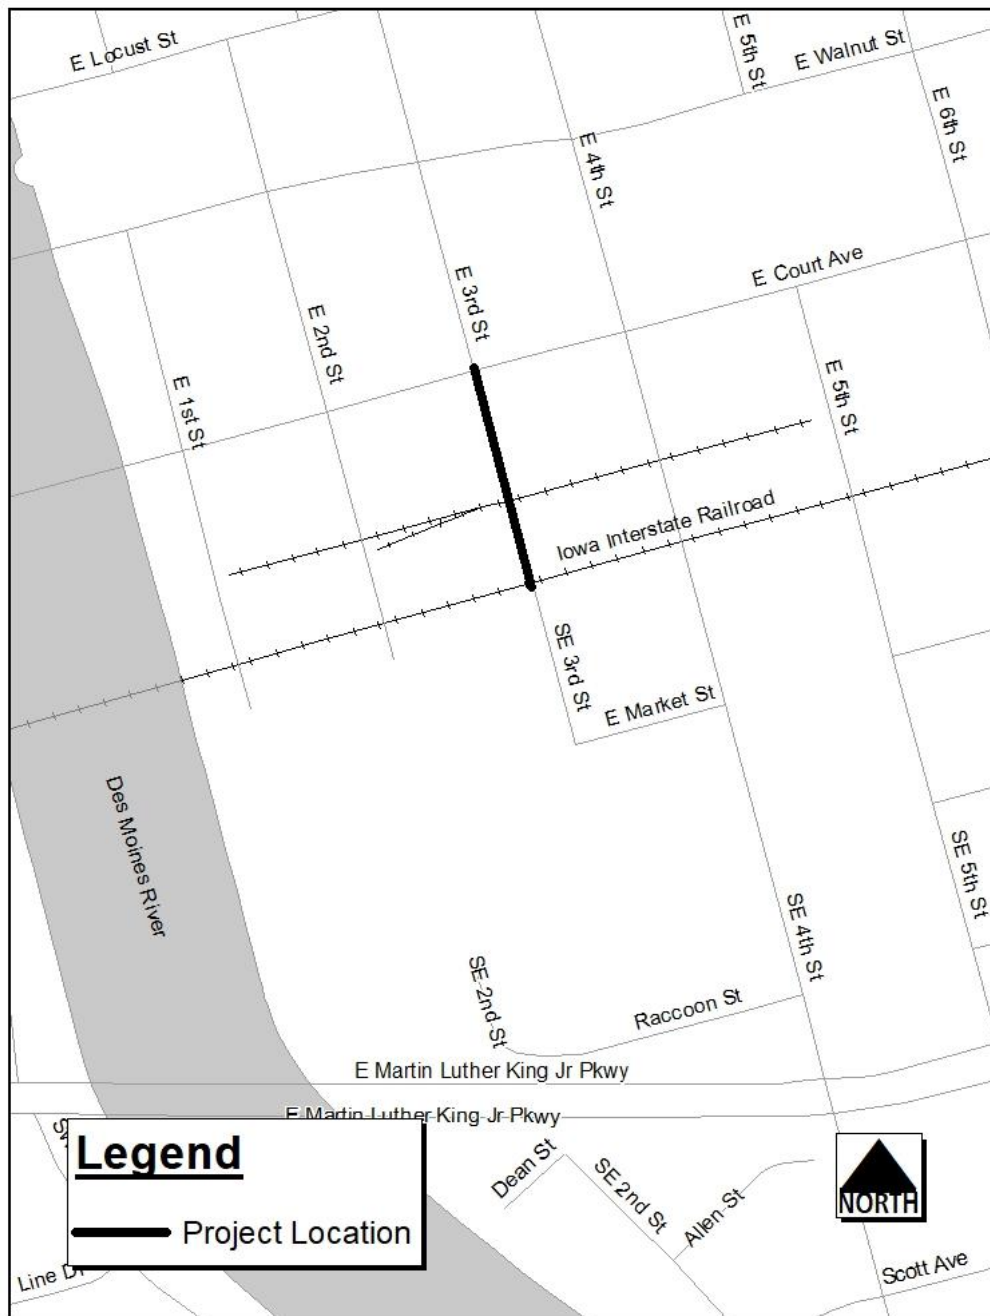 E Locust St
E 5th St
E Walnut St
E 6th St
E 4th St
E Court Ave
E 3rd St
E 2nd St
E 1st St
E 5th St
Iowa Interstate Railroad
SE 3rd St
E Market St
Des Moines River
SE 5th St
SE 4th St
SE 2nd St
Raccoon St
E Martin Luther King Jr Pkwy
E Martin Luther King Jr Pkwy
Dean St
SE 2nd St
Allen St
Legend
Project Location
NORTH
Line Dr
Scott Ave